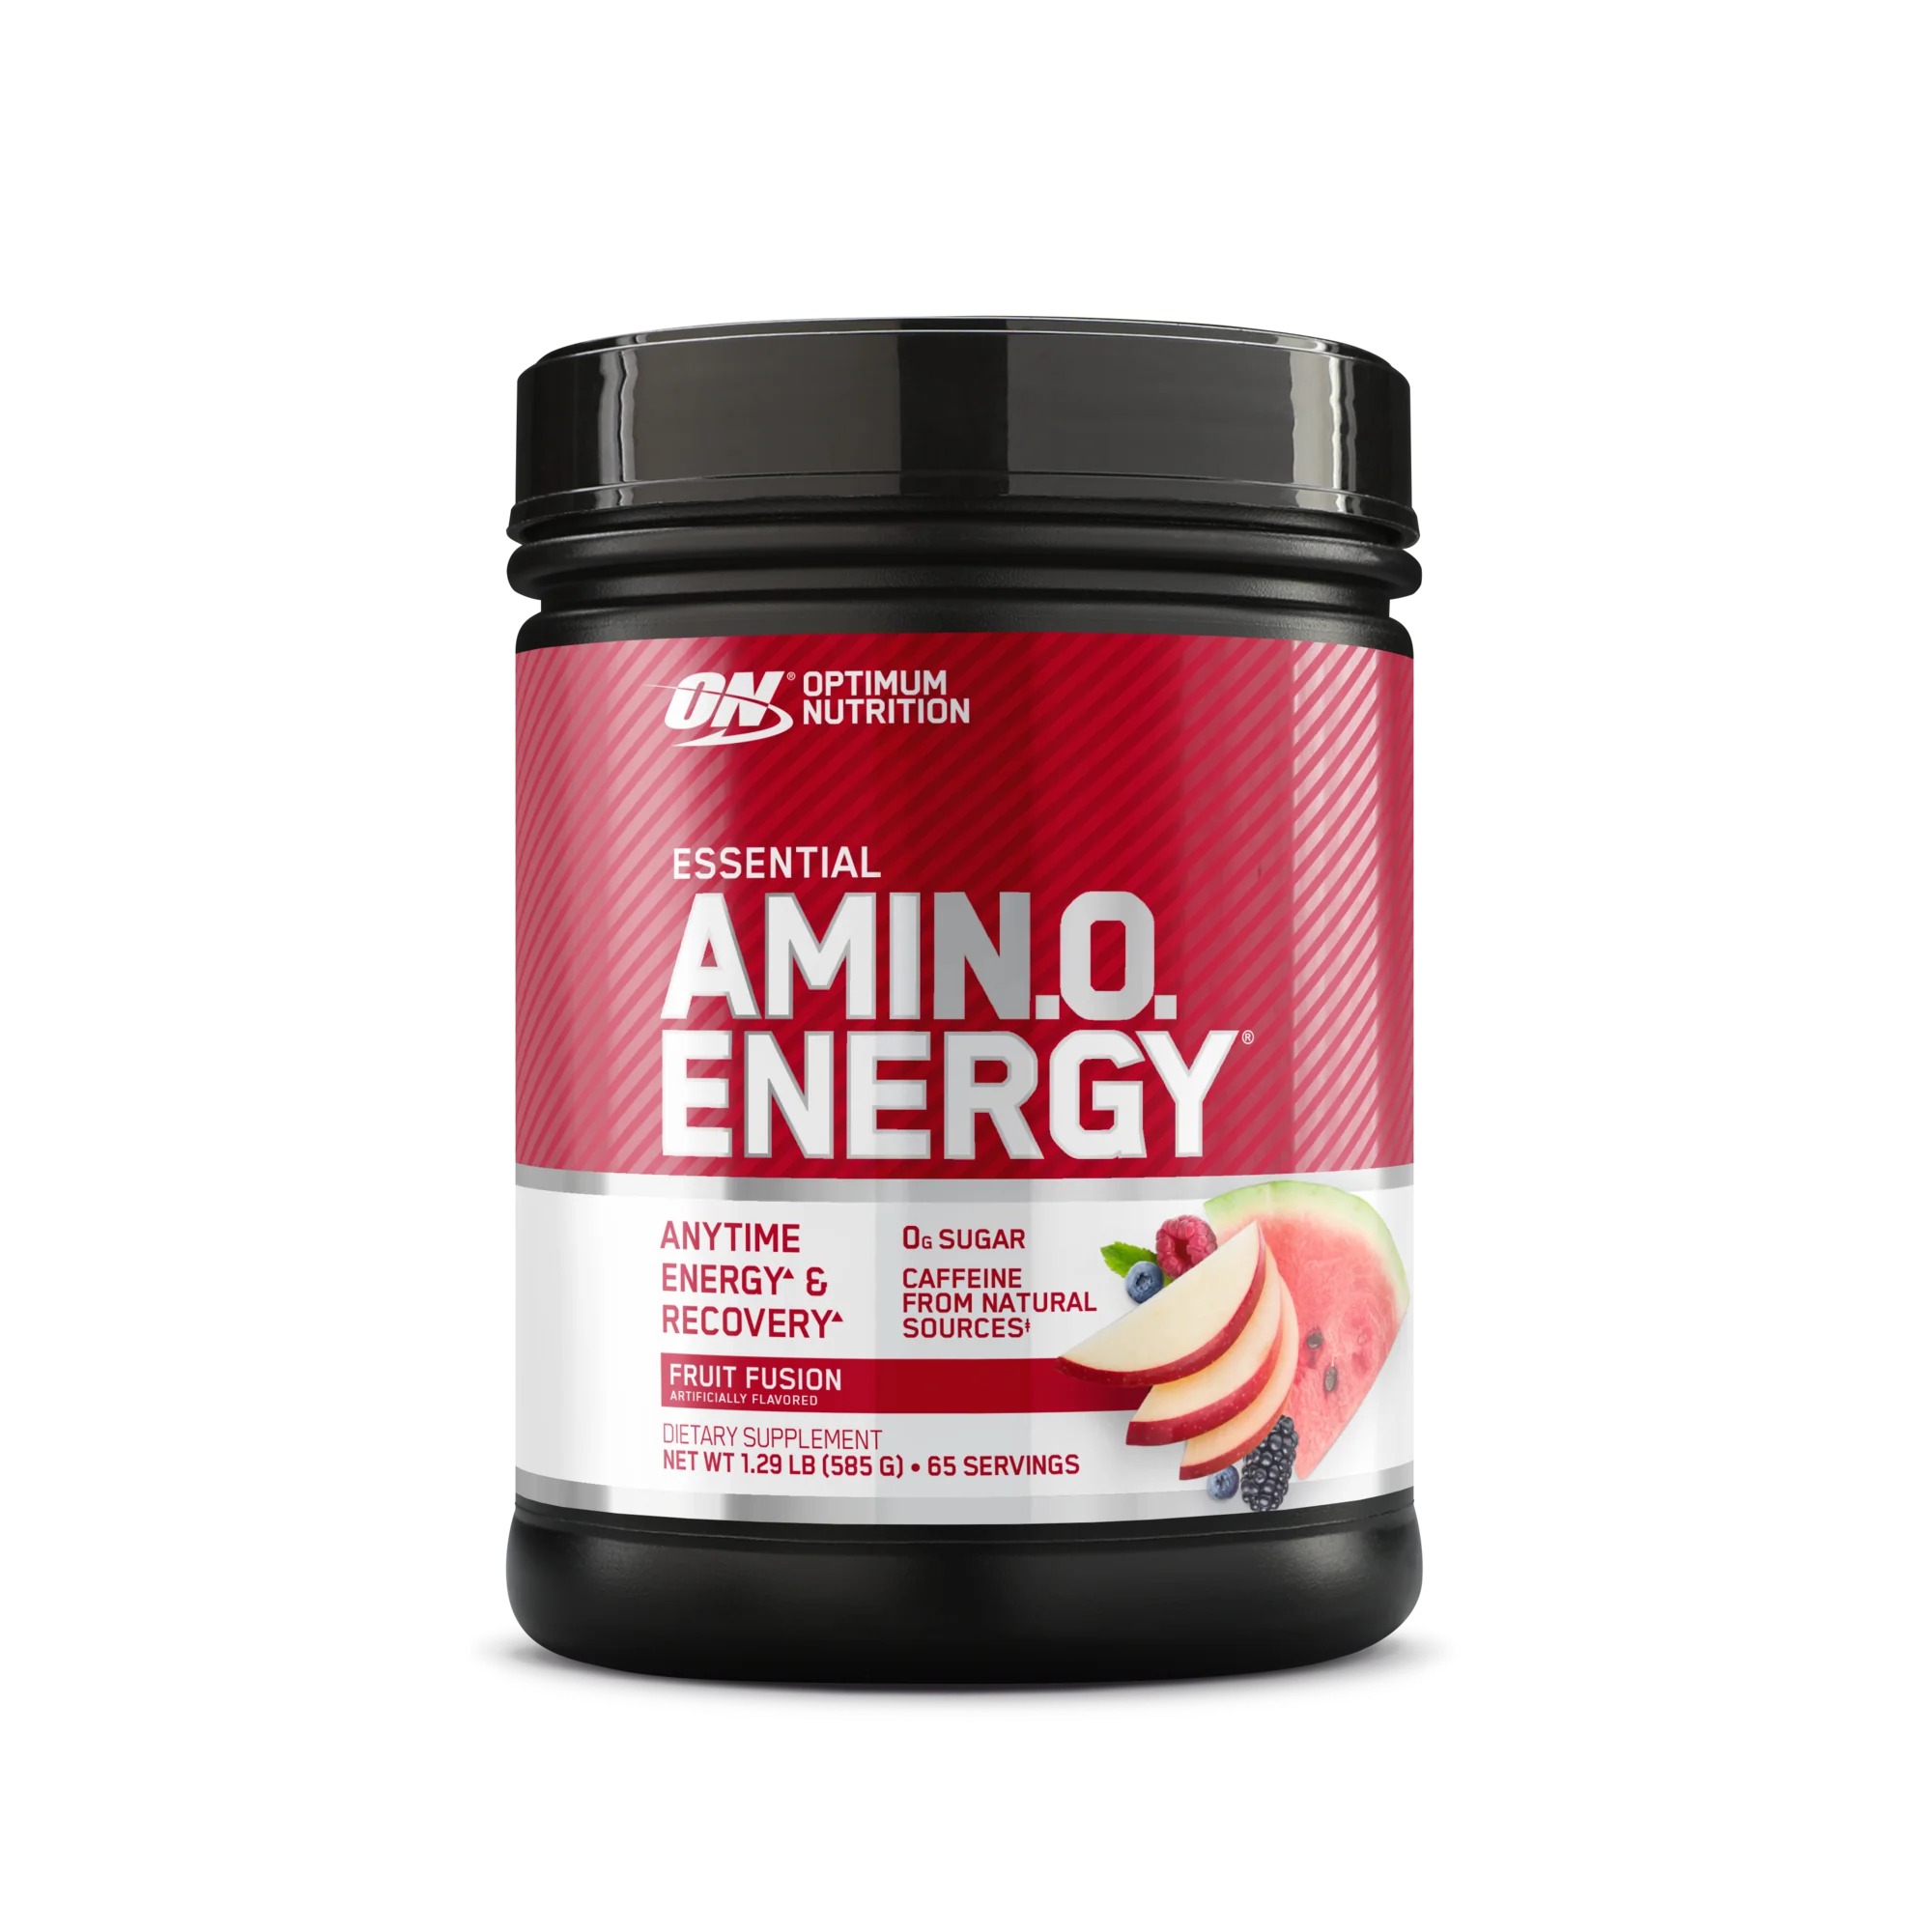 ON® OPTIMUM
NUTRITION
ESSENTIAL
AMIN.O.
ENERGY®
ANYTIME
ENERGY▲ &
RECOVERY▲
0G SUGAR
CAFFEINE
FROM NATURAL
SOURCES‡
FRUIT FUSION
ARTIFICIALLY FLAVORED
DIETARY SUPPLEMENT
NET WT 1.29 LB (585 G) • 65 SERVINGS